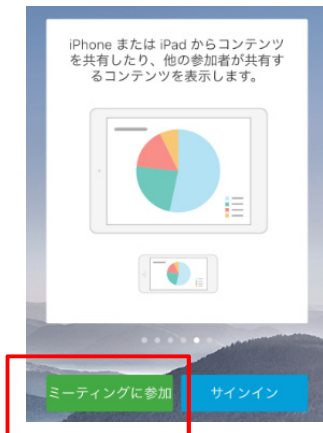 iPhone または iPad からコンテンツ
を共有したり、他の参加者が共有す
るコンテンツを表示します。
ミーティングに参加
サインイン